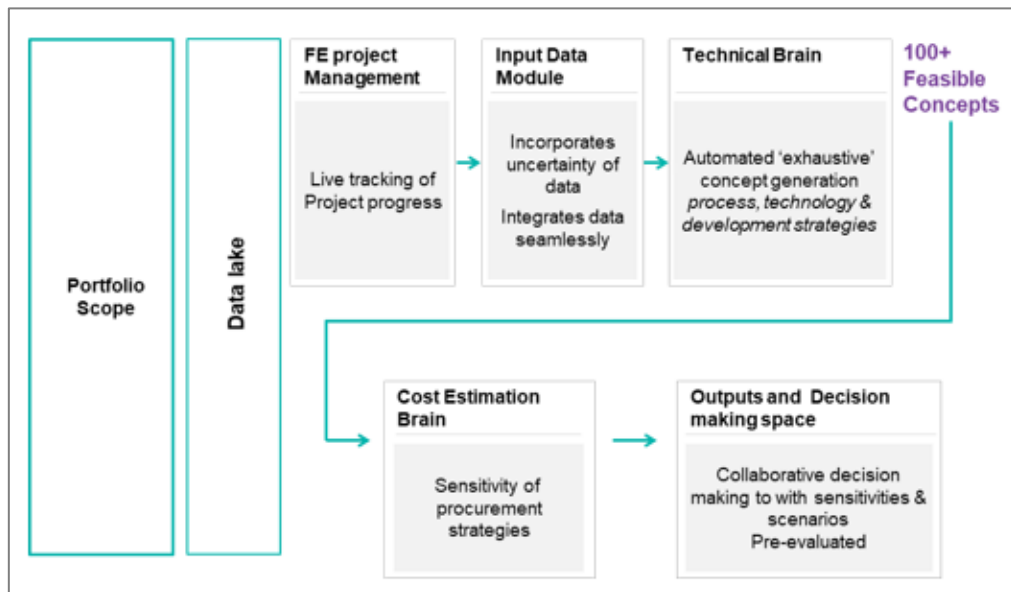 Portfolio
Scope
Data lake
FE project
Management
Live tracking of
Project progress
Input Data
Module
Incorporates
uncertainty of
data
Integrates data
seamlessly
Technical Brain
Automated ‘exhaustive’
concept generation
process, technology &
development strategies
100+
Feasible
Concepts
Cost Estimation
Brain
Sensitivity of
procurement
strategies
Outputs and Decision
making space
Collaborative decision
making to with sensitivities &
scenarios
Pre-evaluated